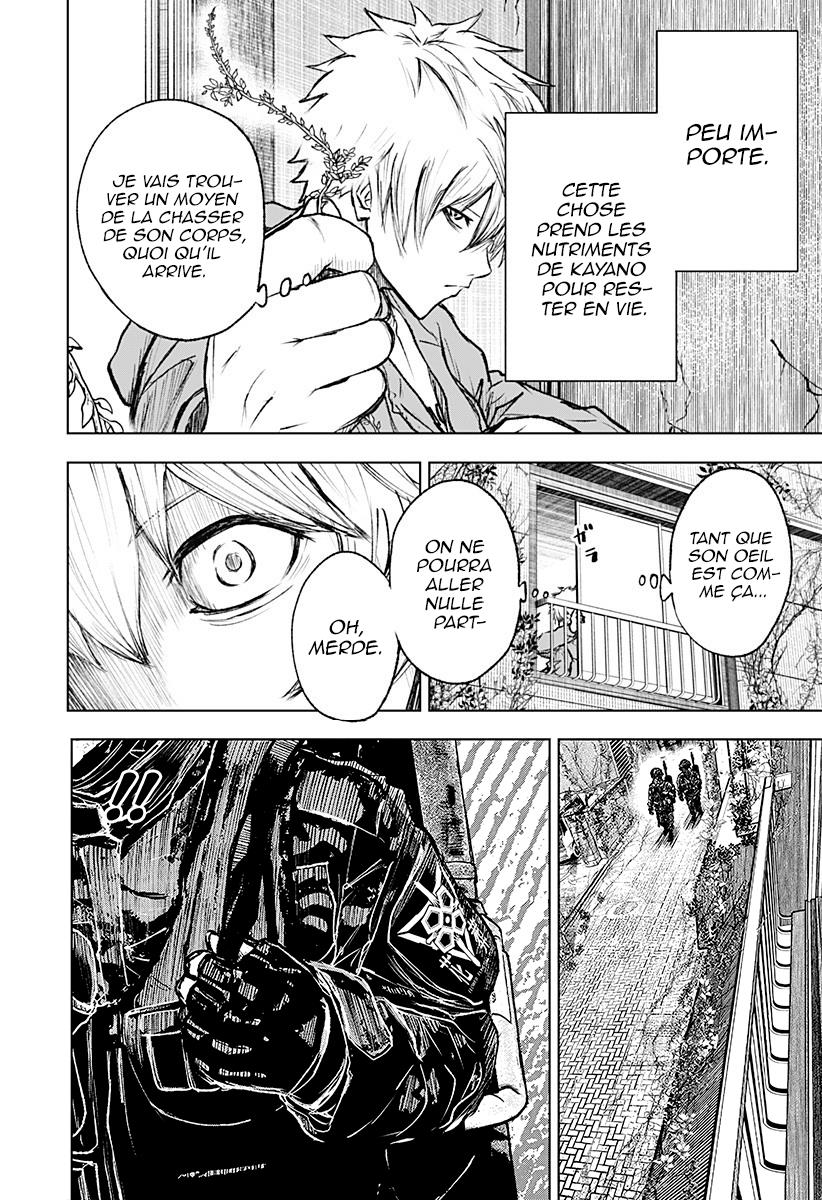 PEU IM-
PORTE.
CETTE
CHOSE
PREND LES
NUTRIMENTS
DE KAYANO
POUR RES-
TER EN VIE.
JE VAIS TROU-
VER UN MOYEN
DE LA CHASSER
DE SON CORPS,
QUOI QU'IL
ARRIVE.
TANT QUE
SON OEIL
EST COM-
ME ÇA...
ガ
ON NE
POURRA
ALLER
NULLE
PART-
OH,
MERDE.
!!